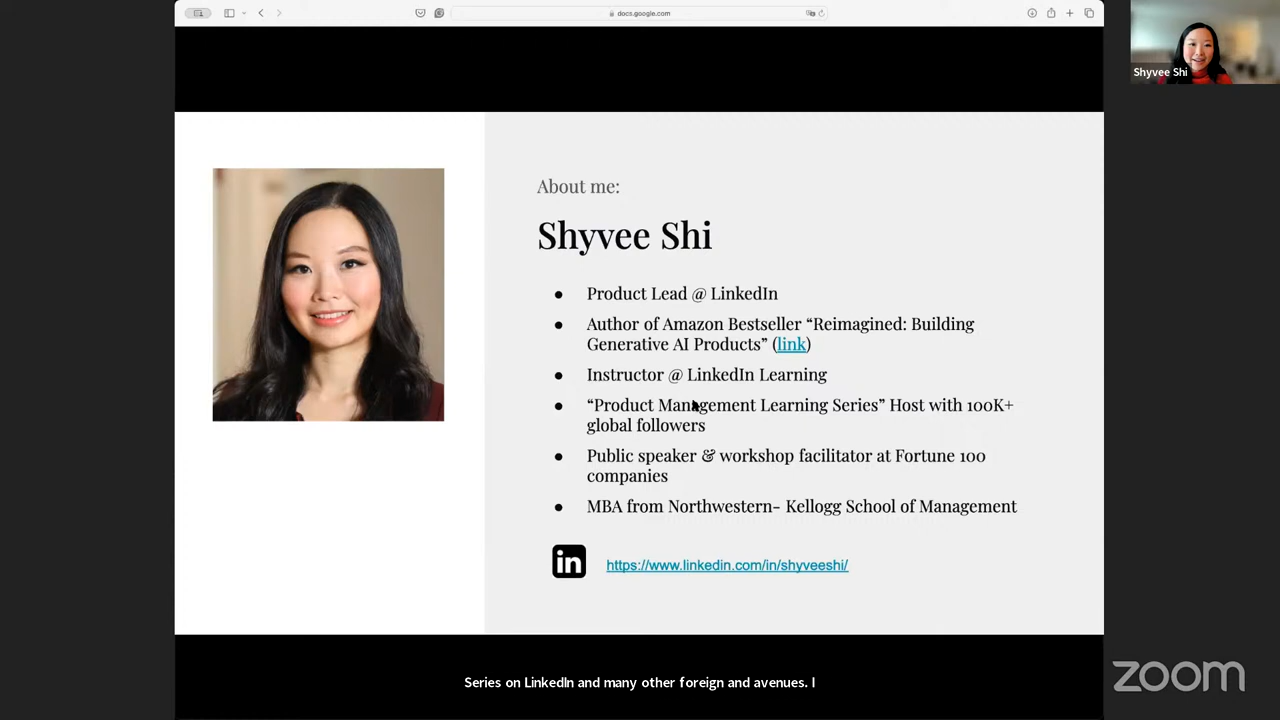 docs.google.com
Shyvee Shi
About me:
Shyvee Shi
● Product Lead @ LinkedIn
● Author of Amazon Bestseller “Reimagined: Building
Generative AI Products” (link)
● Instructor @ LinkedIn Learning
● “Product Management Learning Series” Host with 100K+
global followers
● Public speaker & workshop facilitator at Fortune 100
companies
● MBA from Northwestern- Kellogg School of Management
in
https://www.linkedin.com/in/shyveeshi/
Series on LinkedIn and many other foreign and avenues. I
zoom